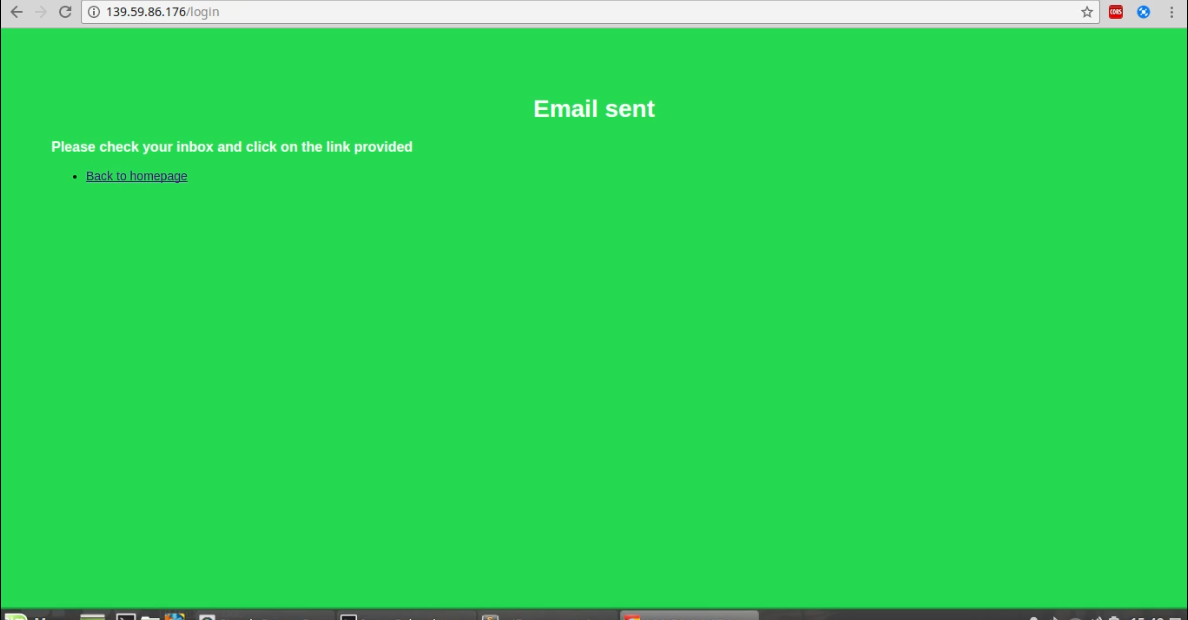 139.59.86.176/login
CORS
Email sent
Please check your inbox and click on the link provided
Back to homepage